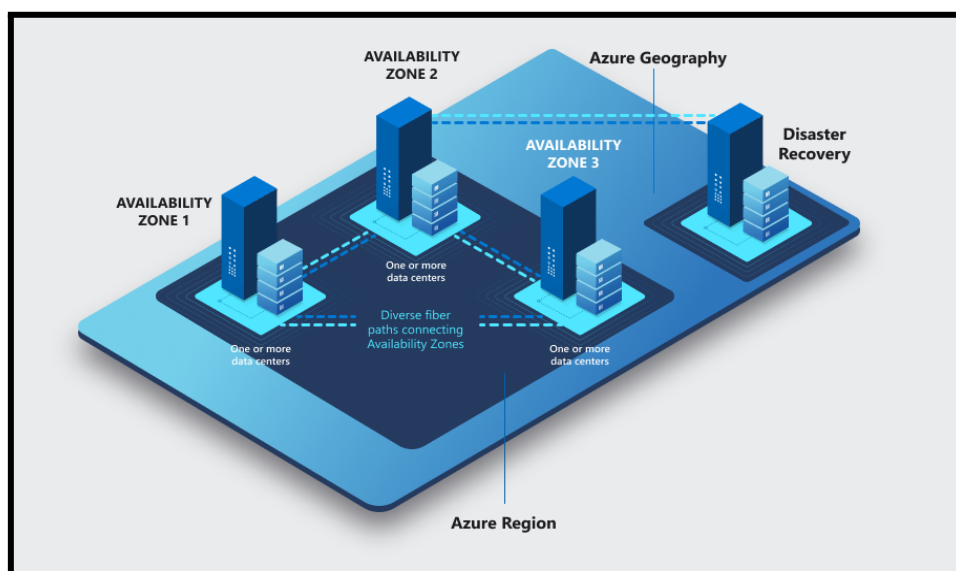 AVAILABILITY
ZONE 2
Azure Geography
AVAILABILITY
ZONE 3
Disaster
Recovery
AVAILABILITY
ZONE 1
One or more
data centers
Diverse fiber
paths connecting
Availability Zones
One or more
data centers
One or more
data centers
Azure Region